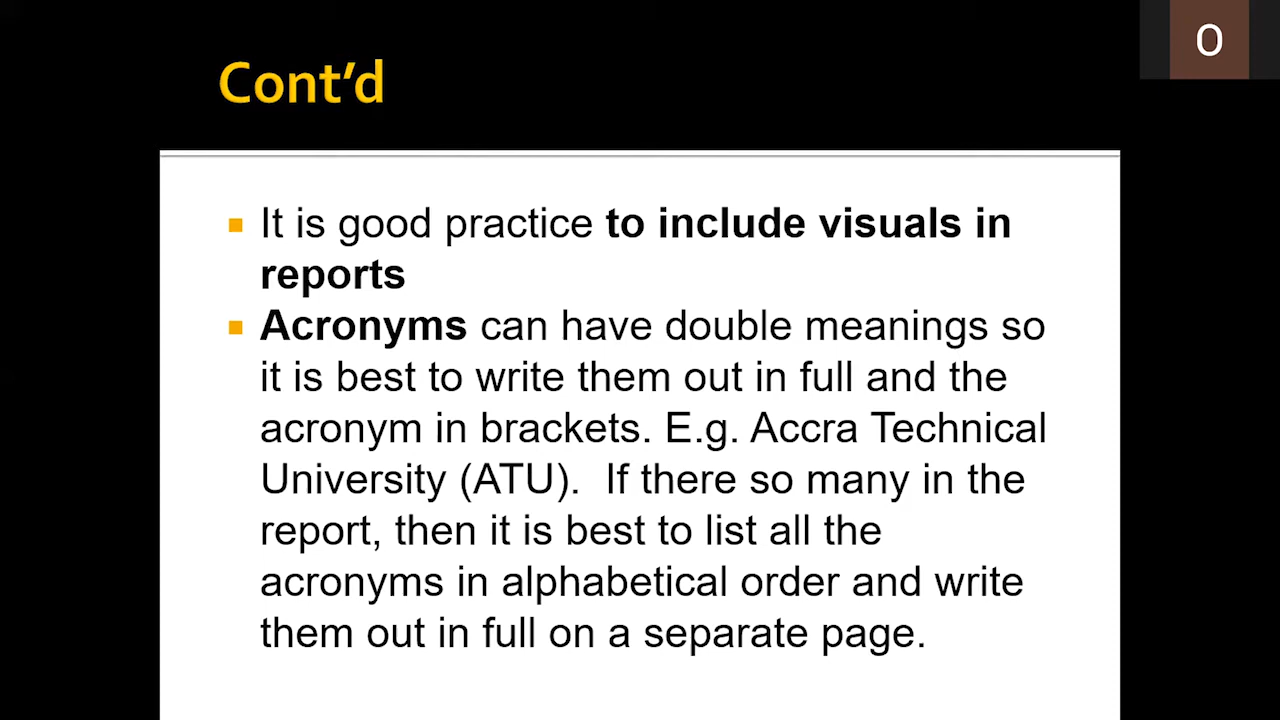 O
Cont’d
It is good practice to include visuals in
reports
Acronyms can have double meanings so
it is best to write them out in full and the
acronym in brackets. E.g. Accra Technical
University (ATU).  If there so many in the
report, then it is best to list all the
acronyms in alphabetical order and write
them out in full on a separate page.